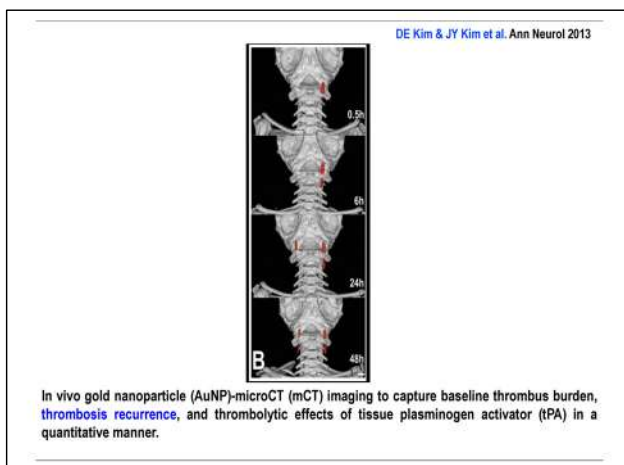 DE Kim & JY Kim et al. Ann Neurol 2013
0.5h
6h
24h
48h
B
In vivo gold nanoparticle (AuNP)-microCT (mCT) imaging to capture baseline thrombus burden,
thrombosis recurrence, and thrombolytic effects of tissue plasminogen activator (tPA) in a
quantitative manner.